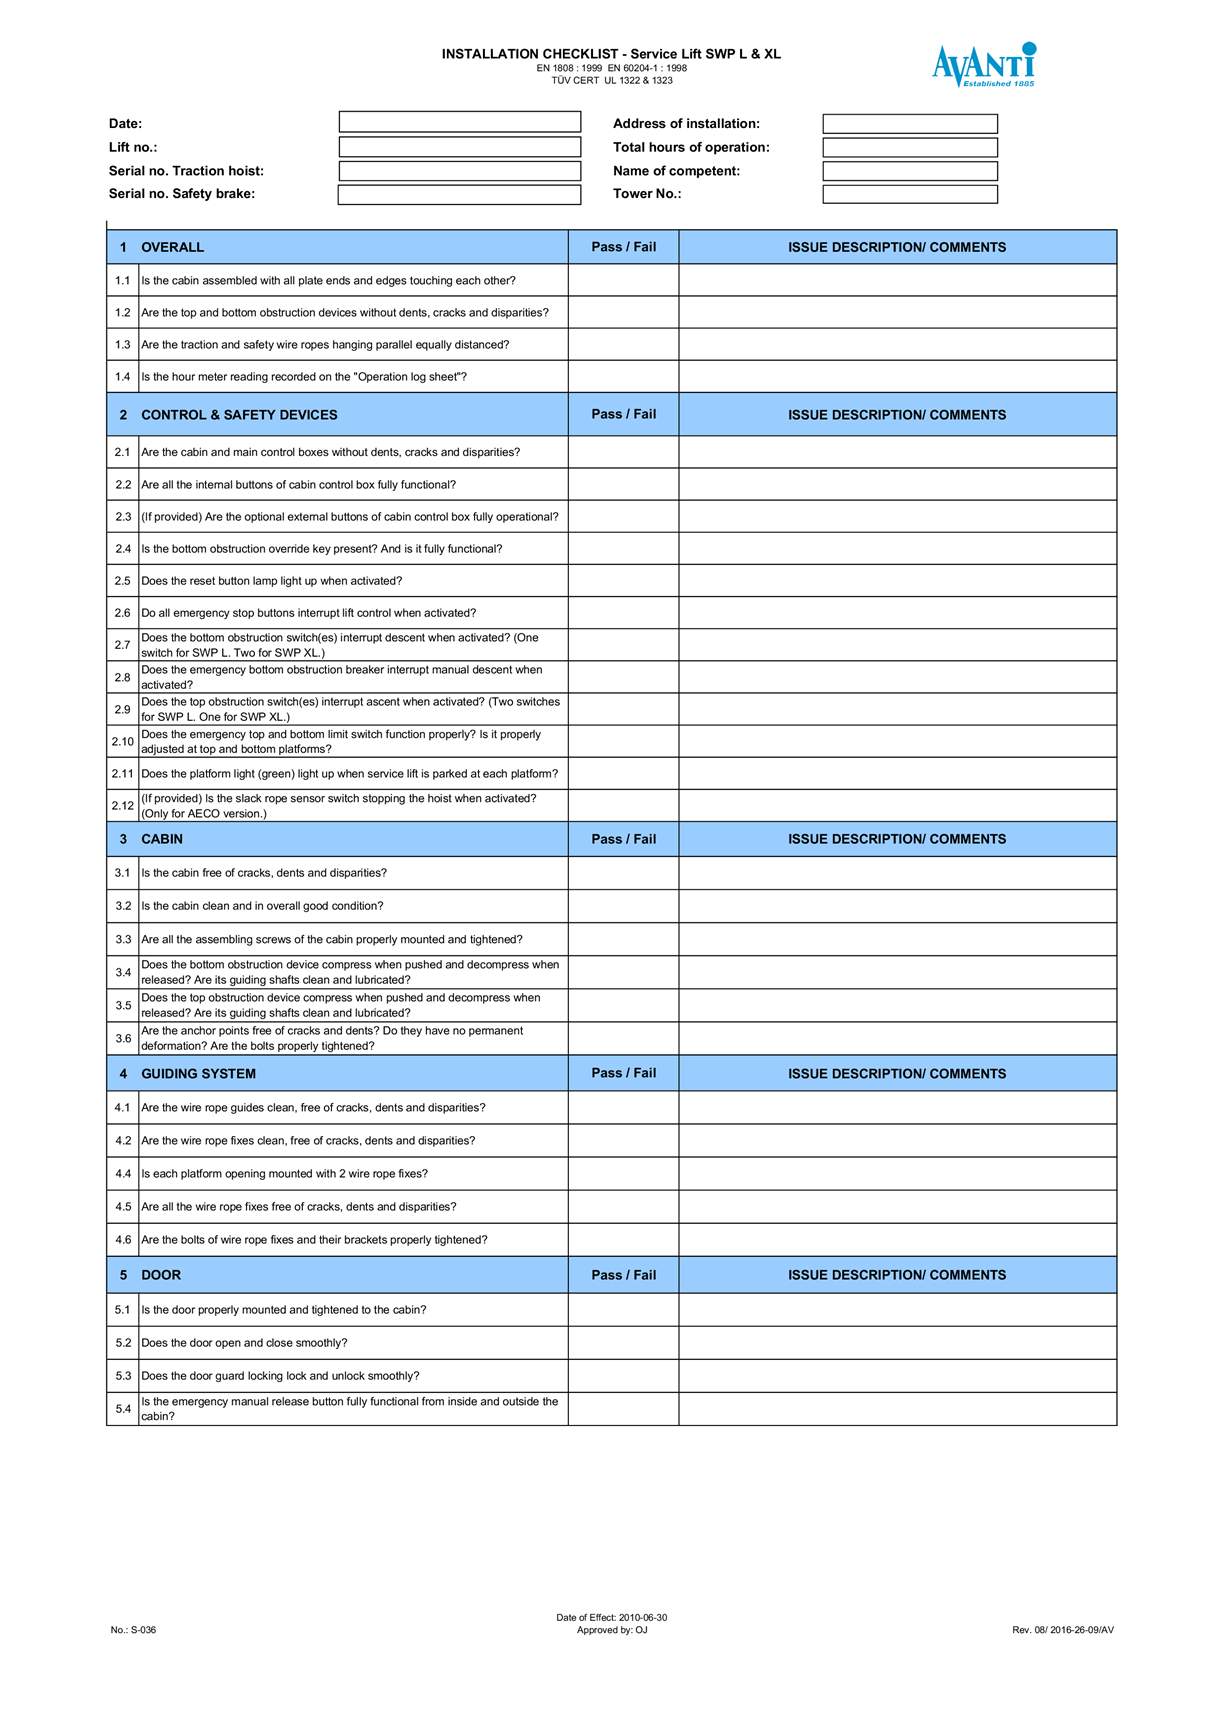 INSTALLATION CHECKLIST - Service Lift SWP L & XL
EN 1808 : 1999  EN 60204-1 : 1998
TÜV CERT  UL 1322 & 1323
AVANTI
Established 1885
Date:
Address of installation:
Lift no.:
Total hours of operation:
Serial no. Traction hoist:
Name of competent:
Serial no. Safety brake:
Tower No.:
1 OVERALL Pass / Fail ISSUE DESCRIPTION/ COMMENTS
1.1 Is the cabin assembled with all plate ends and edges touching each other?
1.2 Are the top and bottom obstruction devices without dents, cracks and disparities?
1.3 Are the traction and safety wire ropes hanging parallel equally distanced?
1.4 Is the hour meter reading recorded on the "Operation log sheet"?
2 CONTROL & SAFETY DEVICES Pass / Fail ISSUE DESCRIPTION/ COMMENTS
2.1 Are the cabin and main control boxes without dents, cracks and disparities?
2.2 Are all the internal buttons of cabin control box fully functional?
2.3 (If provided) Are the optional external buttons of cabin control box fully operational?
2.4 Is the bottom obstruction override key present? And is it fully functional?
2.5 Does the reset button lamp light up when activated?
2.6 Do all emergency stop buttons interrupt lift control when activated?
2.7 Does the bottom obstruction switch(es) interrupt descent when activated? (One
switch for SWP L. Two for SWP XL.)
2.8 Does the emergency bottom obstruction breaker interrupt manual descent when
activated?
2.9 Does the top obstruction switch(es) interrupt ascent when activated? (Two switches
for SWP L. One for SWP XL.)
2.10 Does the emergency top and bottom limit switch function properly? Is it properly
adjusted at top and bottom platforms?
2.11 Does the platform light (green) light up when service lift is parked at each platform?
2.12 (If provided) Is the slack rope sensor switch stopping the hoist when activated?
(Only for AECO version.)
3 CABIN Pass / Fail ISSUE DESCRIPTION/ COMMENTS
3.1 Is the cabin free of cracks, dents and disparities?
3.2 Is the cabin clean and in overall good condition?
3.3 Are all the assembling screws of the cabin properly mounted and tightened?
3.4 Does the bottom obstruction device compress when pushed and decompress when
released? Are its guiding shafts clean and lubricated?
3.5 Does the top obstruction device compress when pushed and decompress when
released? Are its guiding shafts clean and lubricated?
3.6 Are the anchor points free of cracks and dents? Do they have no permanent
deformation? Are the bolts properly tightened?
4 GUIDING SYSTEM Pass / Fail ISSUE DESCRIPTION/ COMMENTS
4.1 Are the wire rope guides clean, free of cracks, dents and disparities?
4.2 Are the wire rope fixes clean, free of cracks, dents and disparities?
4.4 Is each platform opening mounted with 2 wire rope fixes?
4.5 Are all the wire rope fixes free of cracks, dents and disparities?
4.6 Are the bolts of wire rope fixes and their brackets properly tightened?
5 DOOR Pass / Fail ISSUE DESCRIPTION/ COMMENTS
5.1 Is the door properly mounted and tightened to the cabin?
5.2 Does the door open and close smoothly?
5.3 Does the door guard locking lock and unlock smoothly?
5.4 Is the emergency manual release button fully functional from inside and outside the
cabin?
Date of Effect: 2010-06-30
No.: S-036
Approved by: OJ
Rev. 08/ 2016-26-09/AV